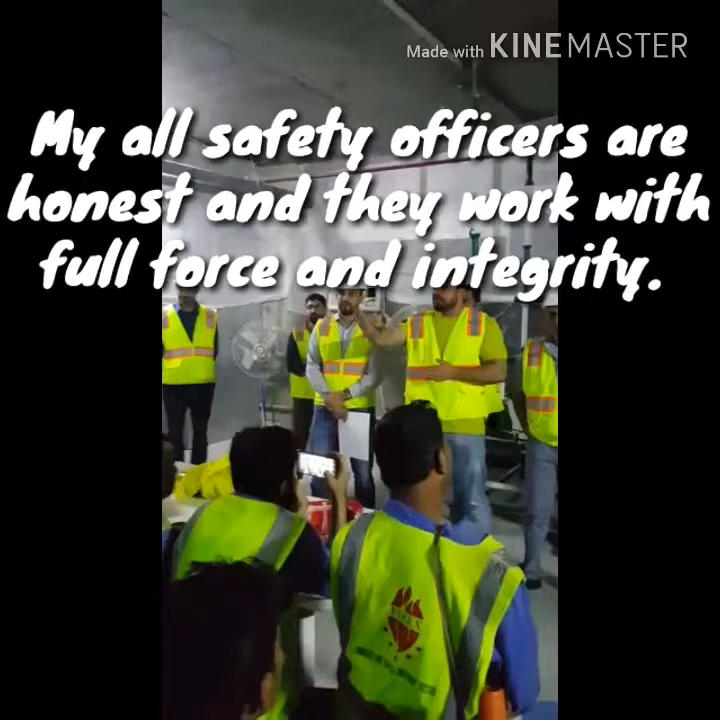 Made with KINEMASTER
My all safety officers are
honest and they work with
full force and integrity.